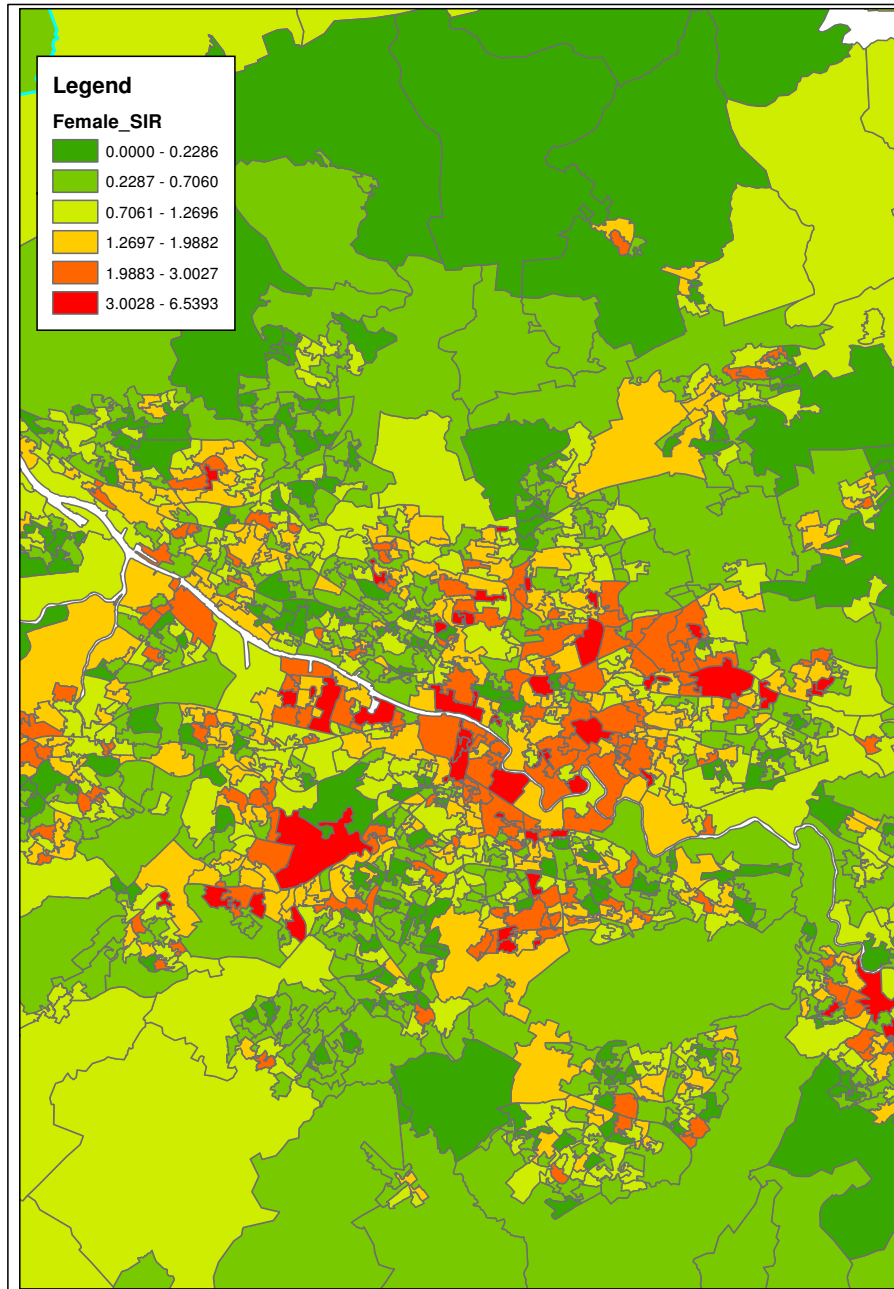 Legend
Female_SIR
0.0000 - 0.2286
0.2287 - 0.7060
0.7061 - 1.2696
1.2697 - 1.9882
1.9883 - 3.0027
3.0028 - 6.5393